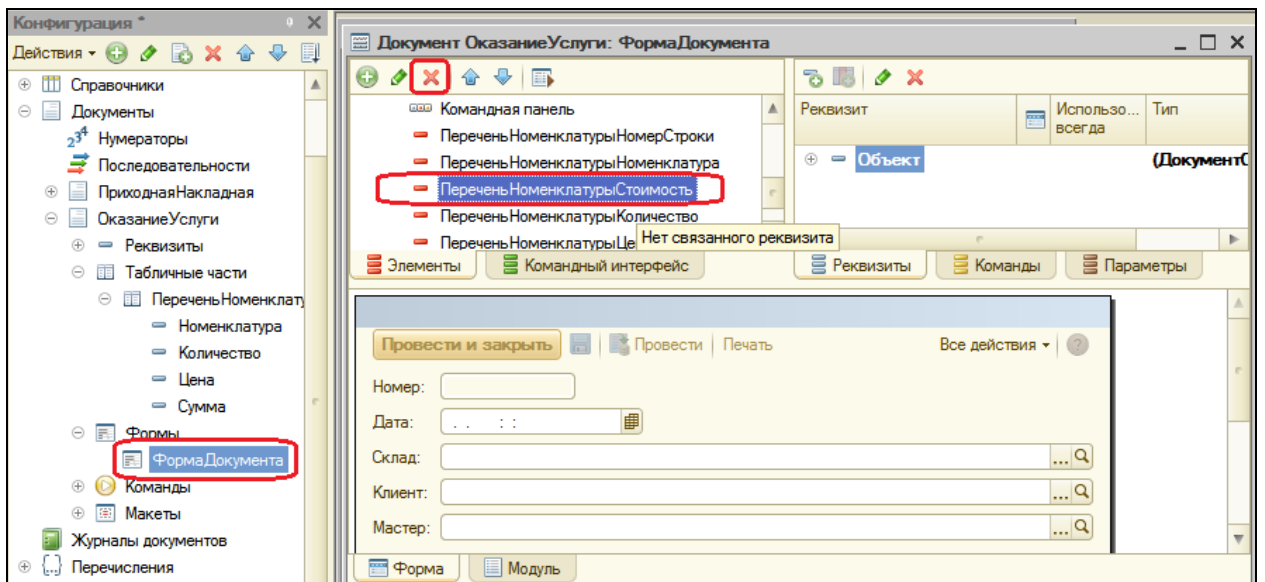 Конфигурация *
Действия
Справочники
Документы
Нумераторы
Последовательности
ПриходнаяНакладная
ОказаниеУслуги
Реквизиты
Табличные части
ПереченьНоменклату
Номенклатура
Количество
Цена
Сумма
Формы
ФормаДокумента
Команды
Макеты
Журналы документов
Перечисления
Документ ОказаниеУслуги: ФормаДокумента
Командная панель
ПереченьНоменклатурыНомерСтроки
ПереченьНоменклатурыНоменклатура
ПереченьНоменклатурыСтоимость
ПереченьНоменклатурыКоличество
ПереченьНоменклатурыЦе
Нет связанного реквизита
Элементы Командный интерфейс
Реквизит Использо... всегда Тип
Объект (ДокументО
Реквизиты Команды Параметры
Провести и закрыть Провести Печать Все действия ?
Номер:
Дата: . . : :
Склад: ...
Клиент: ...
Мастер: ...
Форма Модуль